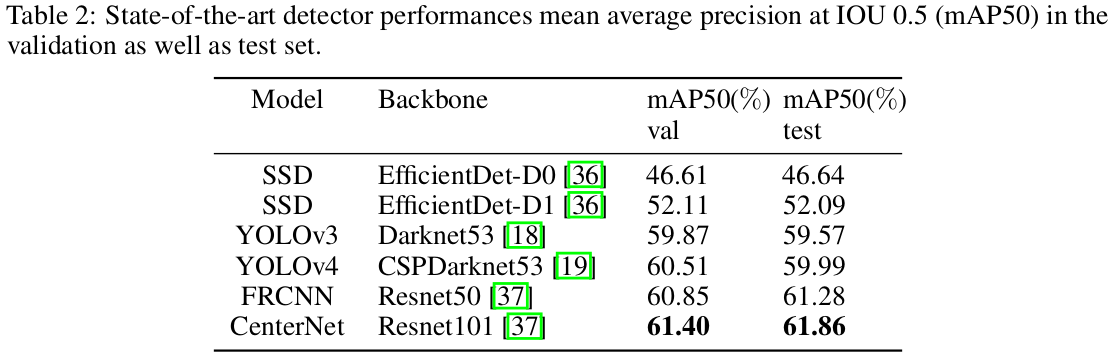 Table 2: State-of-the-art detector performances mean average precision at IOU 0.5 (mAP50) in the
validation as well as test set.
Model Backbone mAP50(%) mAP50(%)
val test
SSD EfficientDet-D0 [36] 46.61 46.64
SSD EfficientDet-D1 [36] 52.11 52.09
YOLOv3 Darknet53 [18] 59.87 59.57
YOLOv4 CSPDarknet53 [19] 60.51 59.99
FRCNN Resnet50 [37] 60.85 61.28
CenterNet Resnet101 [37] 61.40 61.86